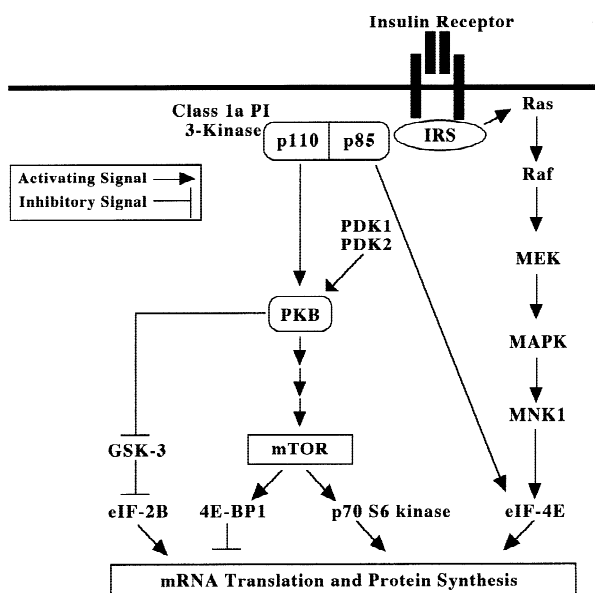 Insulin Receptor
Class 1a PI
3-Kinase
p110
p85
IRS
Ras
Raf
MEK
MAPK
MNK1
Activating Signal
Inhibitory Signal
PDK1
PDK2
PKB
GSK-3
mTOR
eIF-2B
4E-BP1
p70 S6 kinase
eIF-4E
mRNA Translation and Protein Synthesis